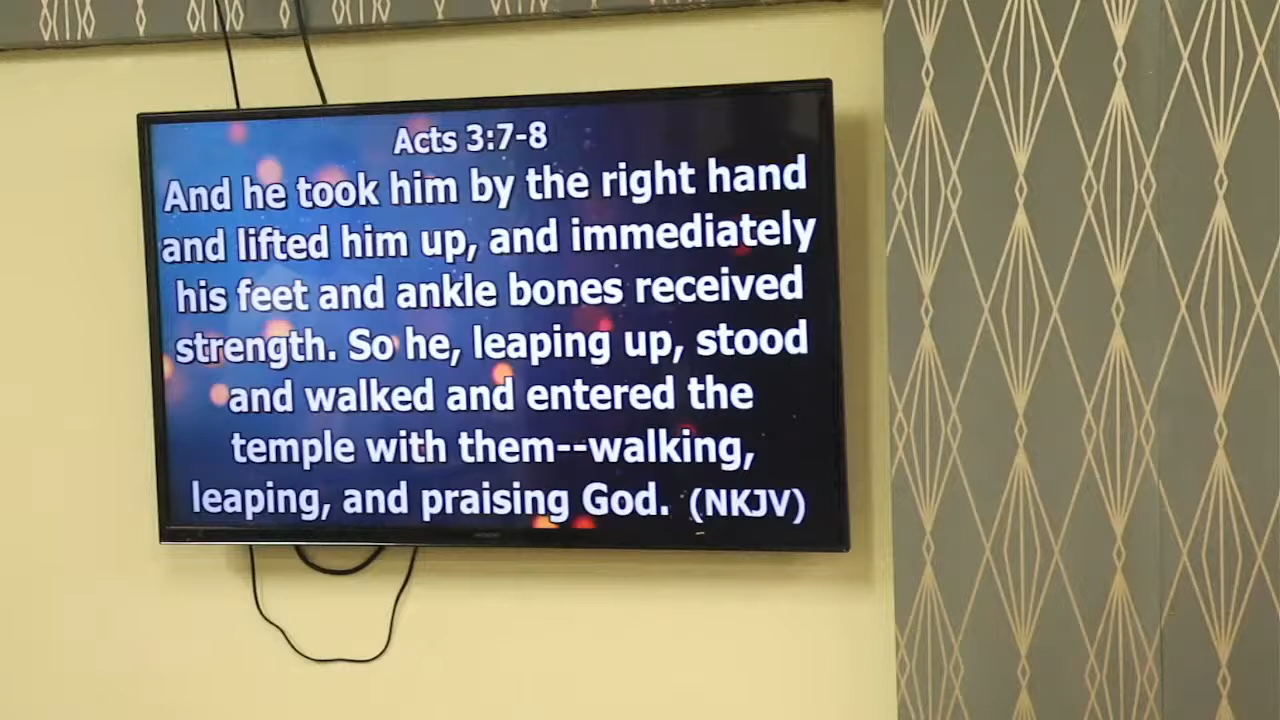 Acts 3:7-8
And he took him by the right hand
and lifted him up, and immediately
his feet and ankle bones received
strength. So he, leaping up, stood
and walked and entered the
temple with them--walking,
leaping, and praising God. (NKJV)